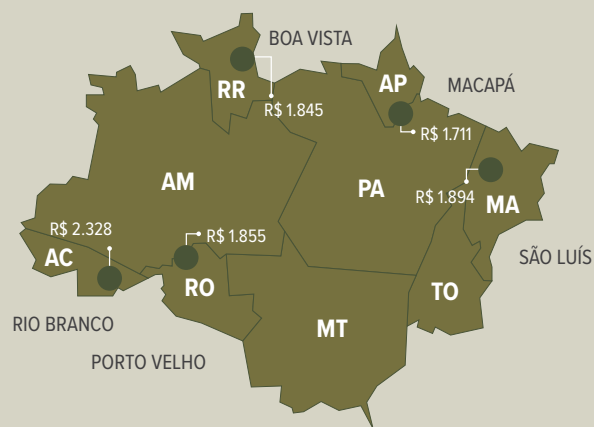 BOA VISTA
RR
AP
MACAPÁ
R$ 1.845
R$ 1.711
AM
PA
R$ 1.894
MA
R$ 2.328
R$ 1.855
AC
SÃO LUÍS
RO
TO
RIO BRANCO
MT
PORTO VELHO